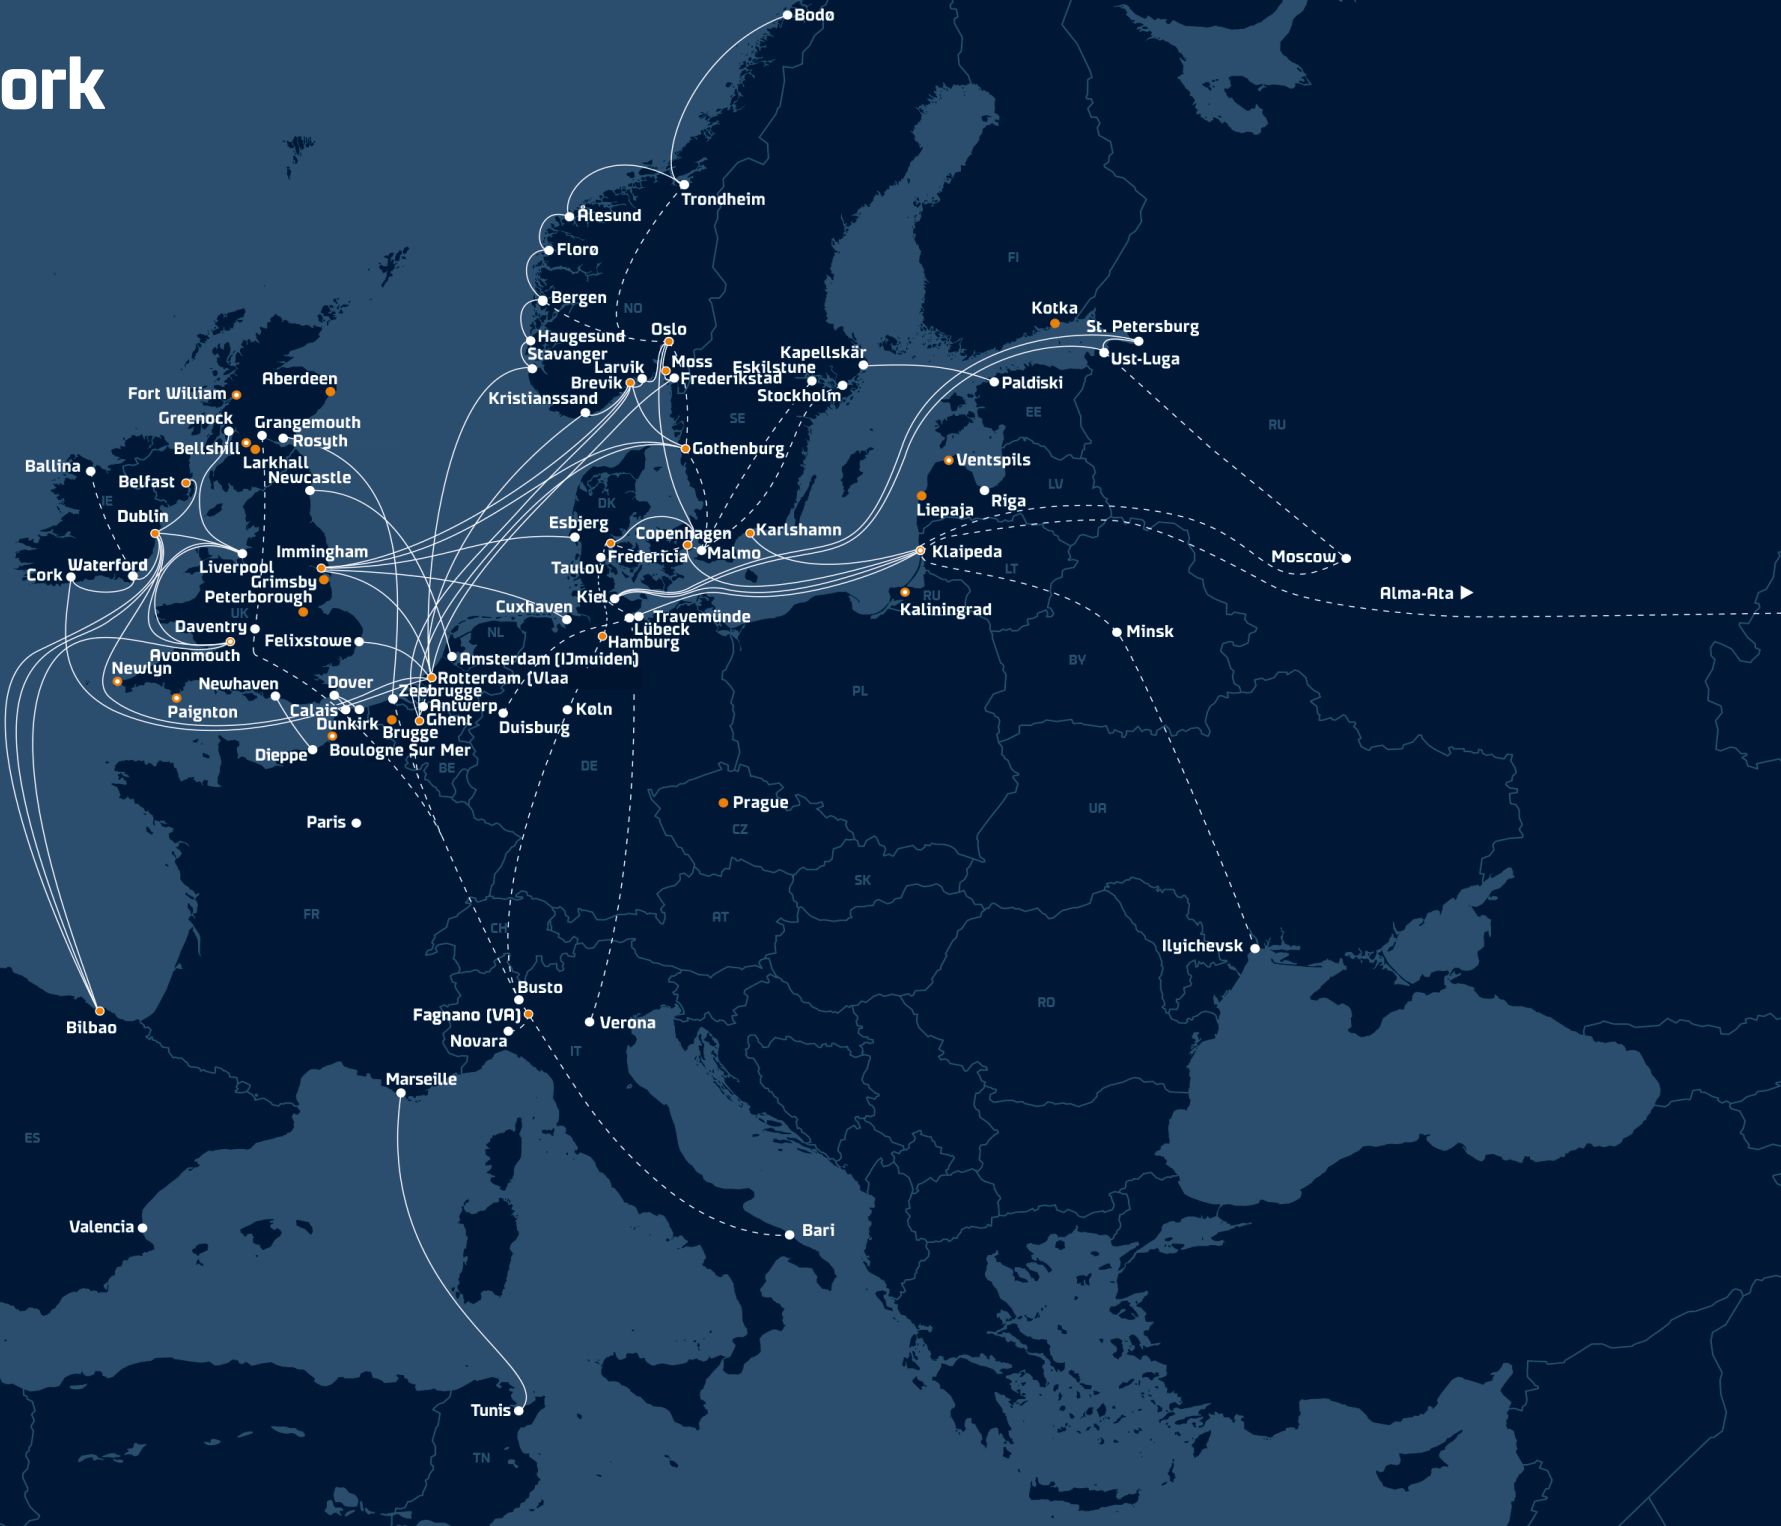 ork
Bodø
Trondheim
Ålesund
Florø
Bergen
NO
FI
Haugesund
Oslo
Stavanger
Moss
Larvik
Frederikstad
Brevik
Kristianssand
Kapellskär
Eskilstune
Stockholm
SE
Kotka
St. Petersburg
Ust-Luga
Paldiski
EE
RU
Aberdeen
Fort William
Greenock
Grangemouth
Rosyth
Bellshill
Larkhall
Newcastle
Ballina
Belfast
IE
Dublin
Gothenburg
Ventspils
LV
Riga
Liepaja
DK
Esbjerg
Copenhagen
Karlshamn
Fredericia
Malmo
Taulov
Klaipeda
Moscow
LT
Alma-Ata
Waterford
Cork
Liverpool
Immingham
Grimsby
Peterborough
UK
Daventry
Felixstowe
Avonmouth
Newlyn
Paignton
Newhaven
Dover
Calais
Dunkirk
Kiel
Cuxhaven
Travemünde
Lübeck
Hamburg
NL
Amsterdam (IJmuiden)
Rotterdam (Vlaa
Zeebrugge
Antwerp
Ghent
Brugge
Boulogne Sur Mer
Dieppe
Duisburg
Køln
BE
DE
RU
Kaliningrad
Minsk
BY
PL
Paris
Prague
CZ
UA
SK
FR
AT
CH
Ilyichevsk
Busto
Fagnano (VA)
Novara
Verona
IT
RO
Bilbao
Marseille
ES
Valencia
Bari
Tunis
TN